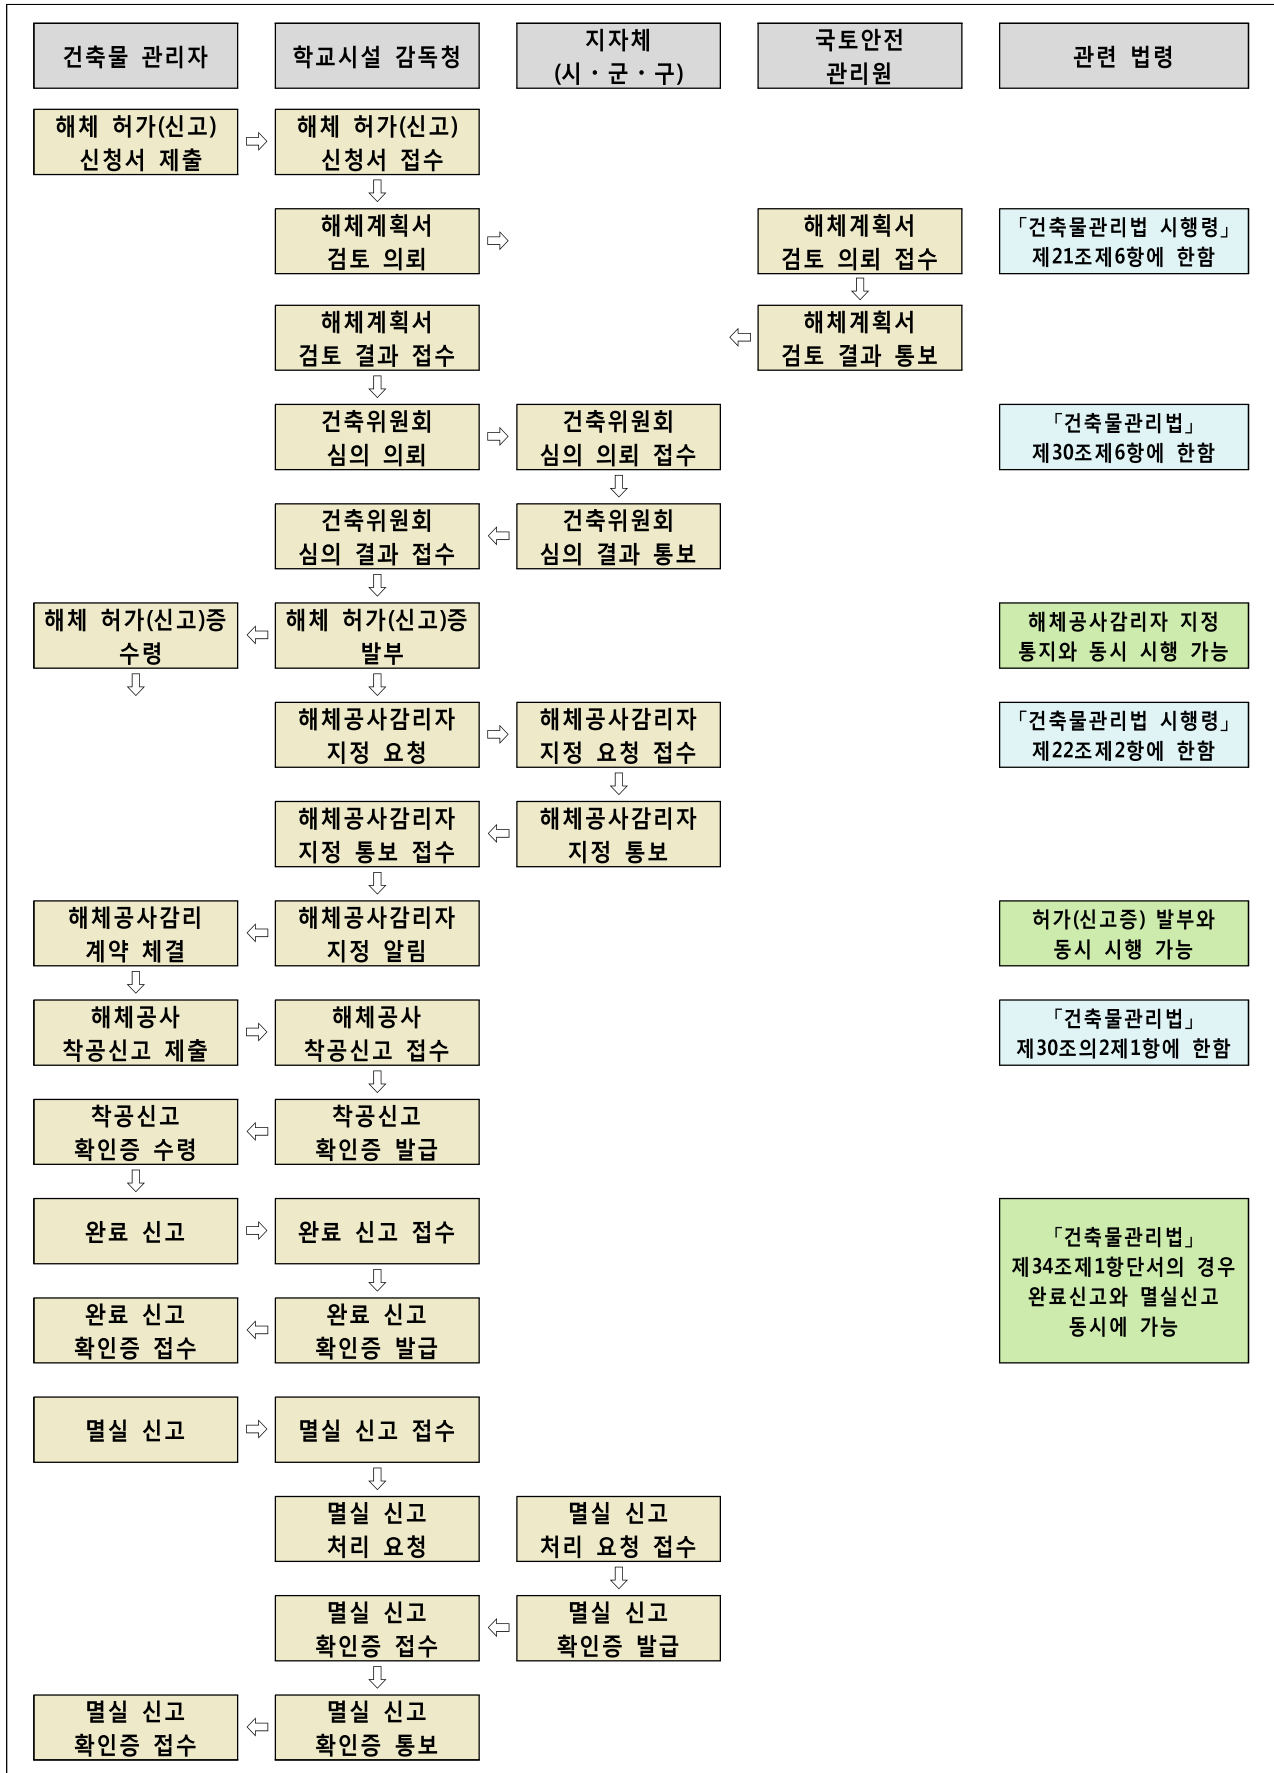 건축물 관리자
학교시설 감독청
지자체
(시·군·구)
국토안전
관리원
관련 법령
해체 허가(신고)
신청서 제출
해체 허가(신고)
신청서 접수
해체계획서
검토 의뢰
해체계획서
검토 의뢰 접수
「건축물관리법 시행령」
제21조제6항에 한함
해체계획서
검토 결과 접수
해체계획서
검토 결과 통보
건축위원회
심의 의뢰
건축위원회
심의 의뢰 접수
「건축물관리법」
제30조제6항에 한함
건축위원회
심의 결과 접수
건축위원회
심의 결과 통보
해체 허가(신고)증
수령
해체 허가(신고)증
발부
해체공사감리자 지정
통지와 동시 시행 가능
해체공사감리자
지정 요청
해체공사감리자
지정 요청 접수
「건축물관리법 시행령」
제22조제2항에 한함
해체공사감리자
지정 통보 접수
해체공사감리자
지정 통보
해체공사감리
계약 체결
해체공사감리자
지정 알림
허가(신고증) 발부와
동시 시행 가능
해체공사
착공신고 제출
해체공사
착공신고 접수
「건축물관리법」
제30조의2제1항에 한함
착공신고
확인증 수령
착공신고
확인증 발급
완료 신고
완료 신고 접수
「건축물관리법」
제34조제1항단서의 경우
완료신고와 멸실신고
동시에 가능
완료 신고
확인증 접수
완료 신고
확인증 발급
멸실 신고
멸실 신고 접수
멸실 신고
처리 요청
멸실 신고
처리 요청 접수
멸실 신고
확인증 접수
멸실 신고
확인증 발급
멸실 신고
확인증 접수
멸실 신고
확인증 통보